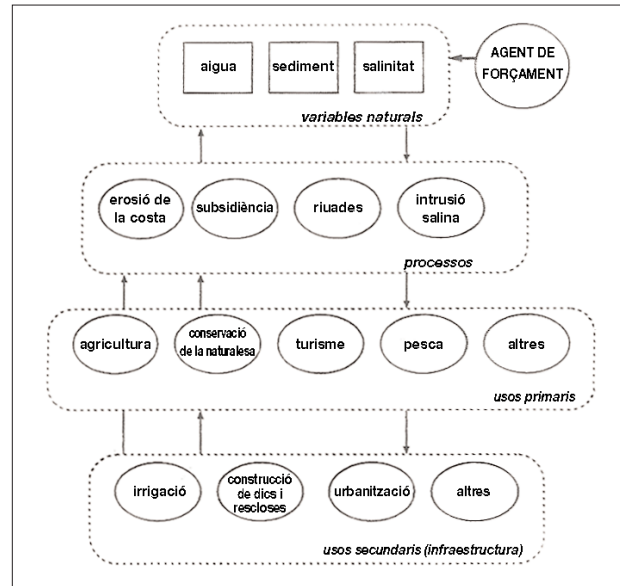 aigua
sediment
salinitat
AGENT DE
FORÇAMENT
variables naturals
erosió de
la costa
subsidiència
riuades
intrusió
salina
processos
agricultura
conservació
de la naturalesa
turisme
pesca
altres
usos primaris
irrigació
construcció
de dics i
rescloses
urbanització
altres
usos secundaris (infraestructura)